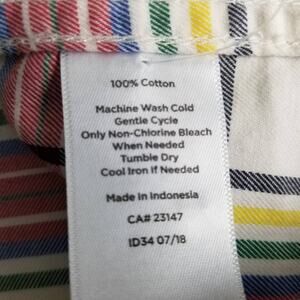 100% Cotton
Machine Wash Cold
Gentle Cycle
Only Non-Chlorine Bleach
When Needed
Tumble Dry
Cool Iron if Needed
Made in Indonesia
CA# 23147
ID34 07/18